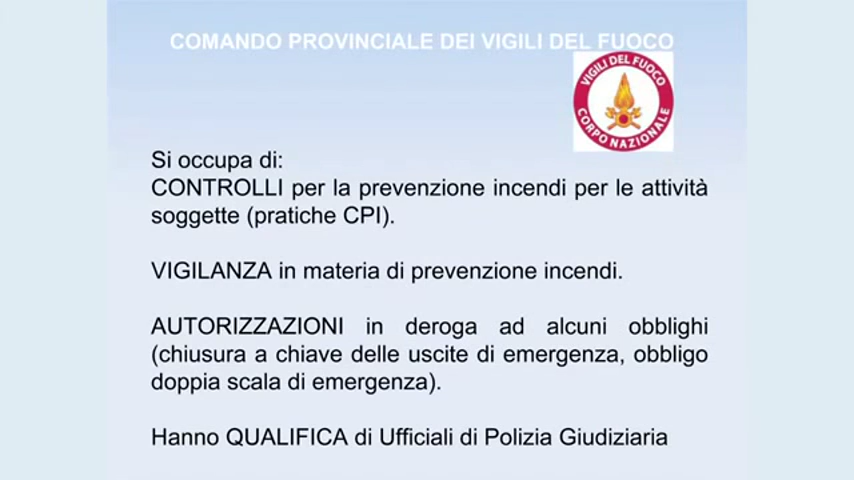 COMANDO PROVINCIALE DEI VIGILI DEL FUOCO
VIGILI DEL FUOCO
CORPO NAZIONALE
Si occupa di:
CONTROLLI per la prevenzione incendi per le attività
soggette (pratiche CPI).
VIGILANZA in materia di prevenzione incendi.
AUTORIZZAZIONI in deroga ad alcuni obblighi
(chiusura a chiave delle uscite di emergenza, obbligo
doppia scala di emergenza).
Hanno QUALIFICA di Ufficiali di Polizia Giudiziaria